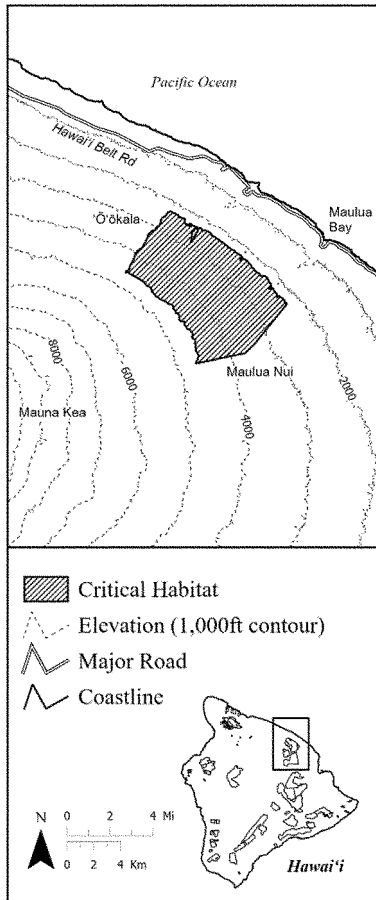 Pacific Ocean
Hawai‘i Belt Rd
Maulua
Bay
‘Ō‘ōkala
Maulua Nui
8000
6000
4000
2000
Mauna Kea
Critical Habitat
Elevation (1,000ft contour)
Major Road
Coastline
N
0 2 4 Mi
0 2 4 Km
Hawai‘i